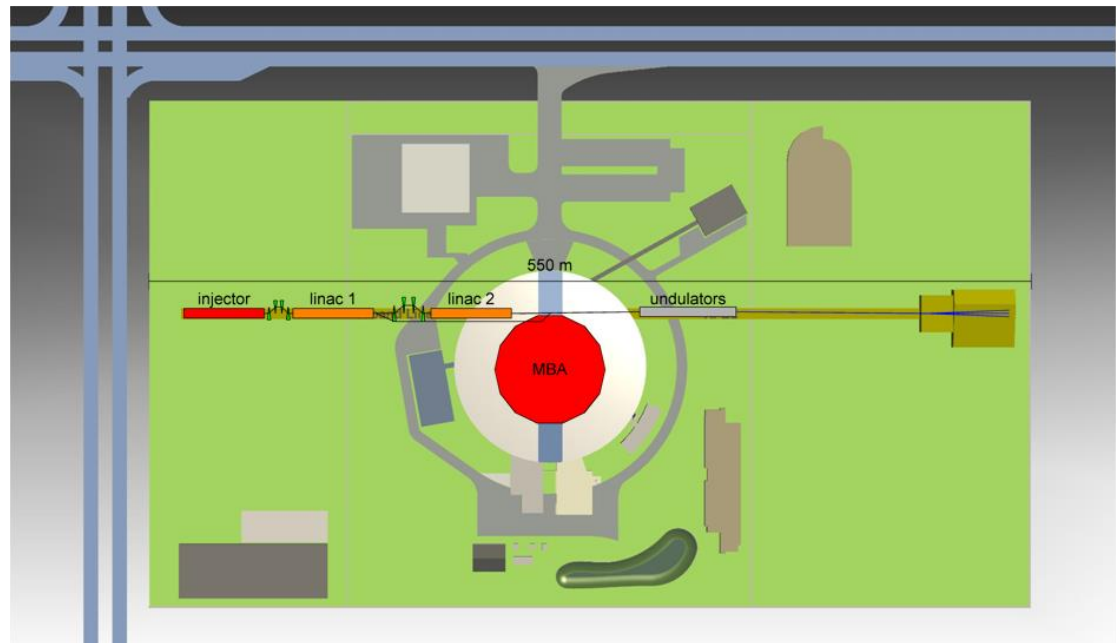 550 m
injector
linac 1
linac 2
undulators
MBA